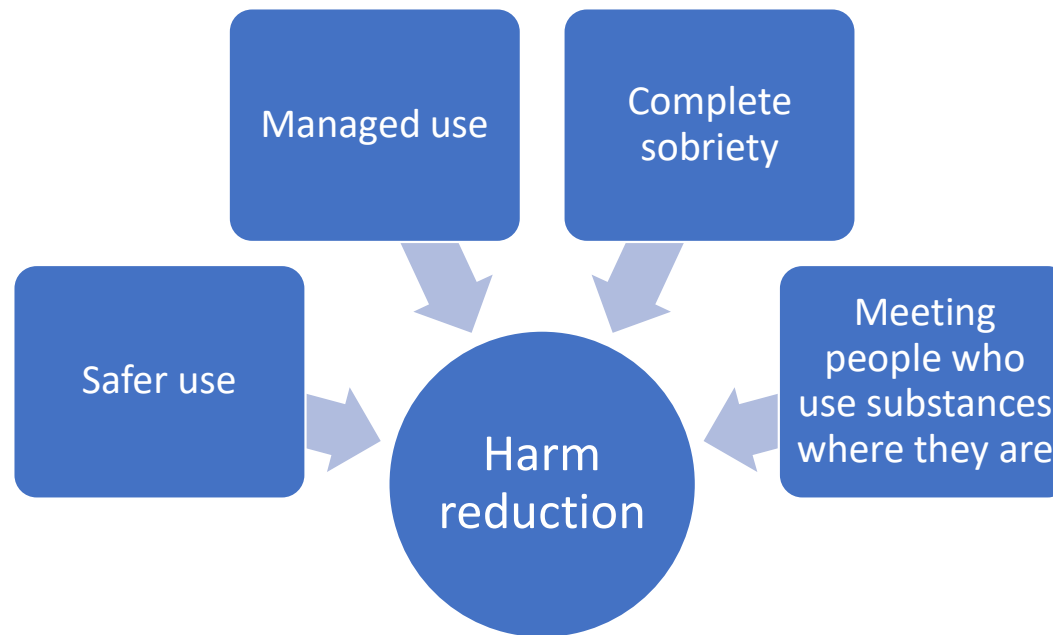 Managed use
Complete
sobriety
Safer use
Meeting
people who
use substances
where they are
Harm
reduction